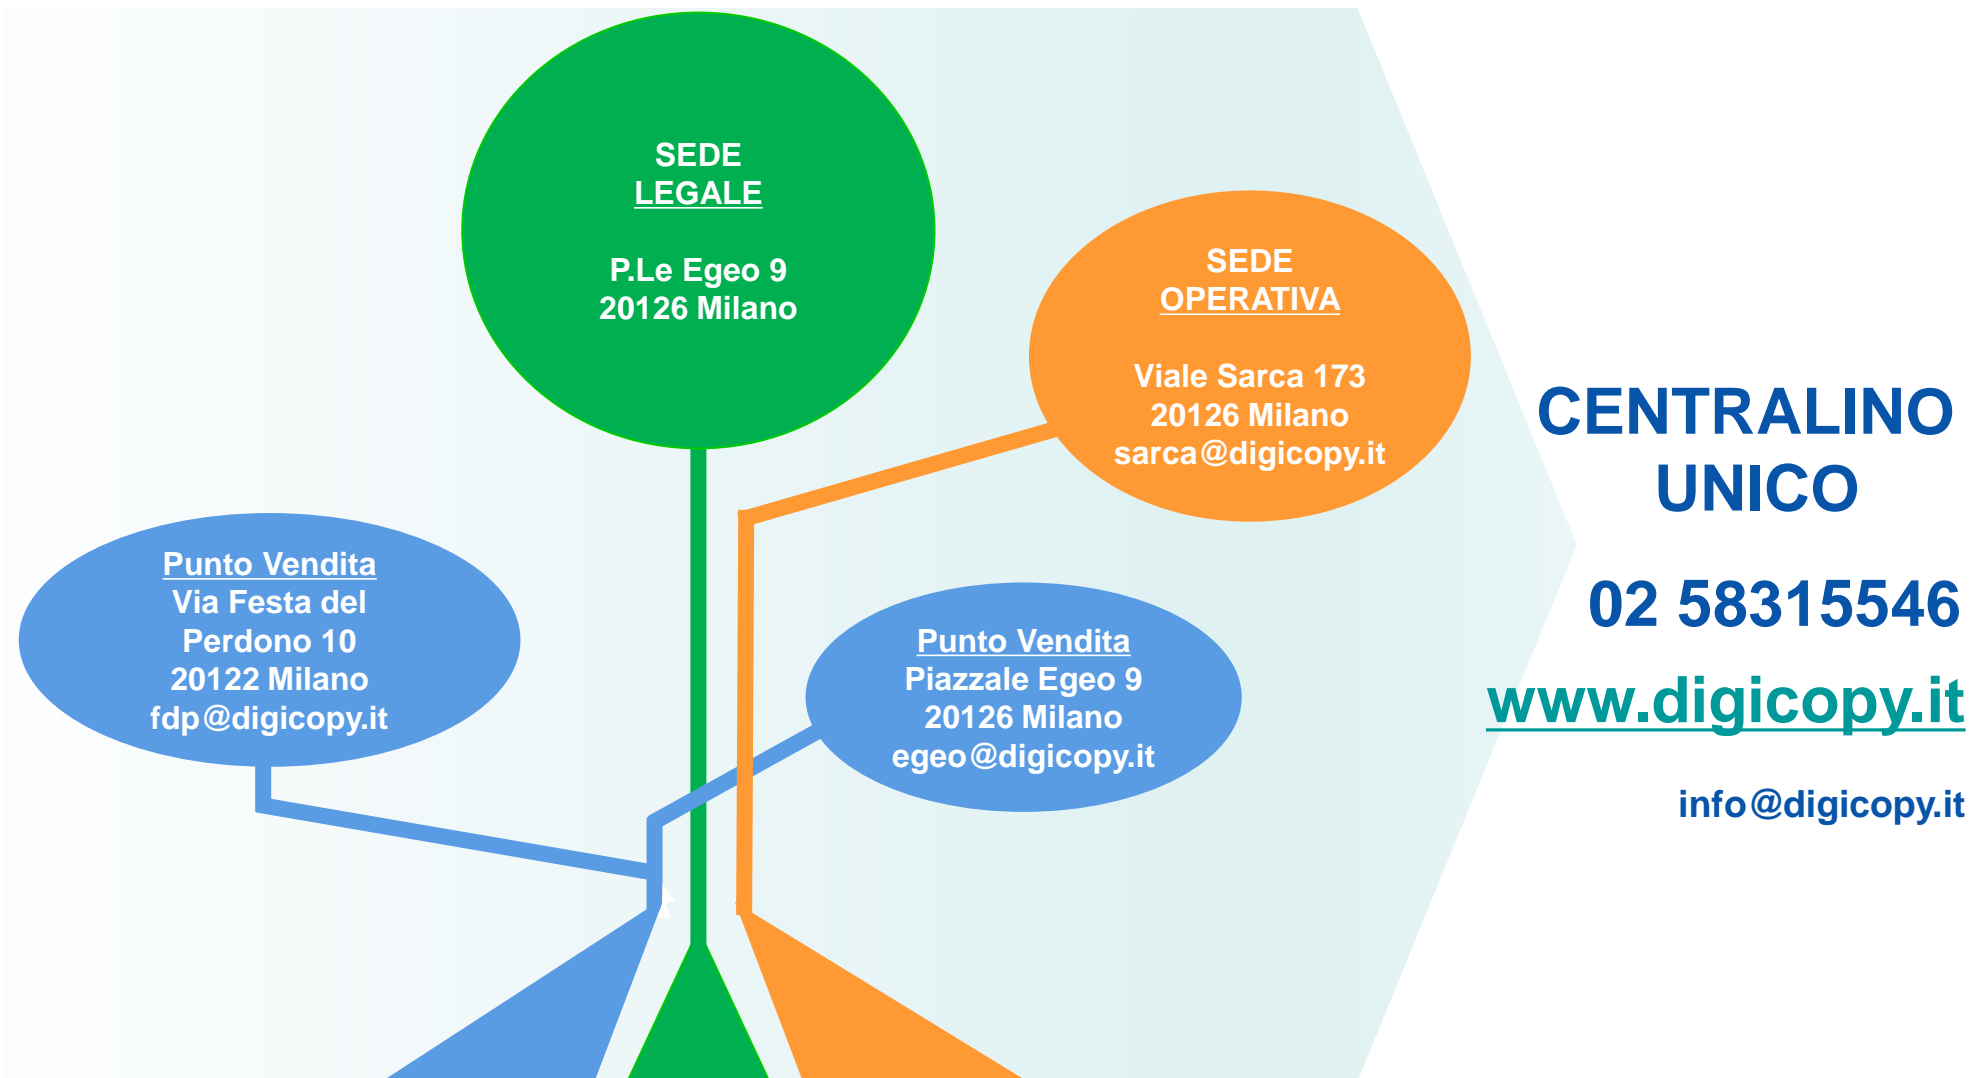 SEDE
LEGALE
P.Le Egeo 9
20126 Milano
SEDE
OPERATIVA
Viale Sarca 173
20126 Milano
sarca@digicopy.it
Punto Vendita
Via Festa del
Perdono 10
20122 Milano
fdp@digicopy.it
Punto Vendita
Piazzale Egeo 9
20126 Milano
egeo@digicopy.it
CENTRALINO
UNICO
02 58315546
www.digicopy.it
info@digicopy.it